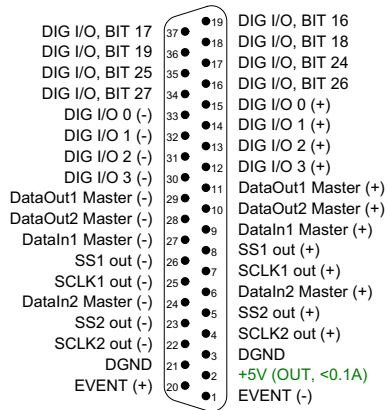 DIG I/O, BIT 17 37 19 DIG I/O, BIT 16
DIG I/O, BIT 19 36 18 DIG I/O, BIT 18
DIG I/O, BIT 25 35 17 DIG I/O, BIT 24
DIG I/O, BIT 27 34 16 DIG I/O, BIT 26
DIG I/O 0 (-) 33 15 DIG I/O 0 (+)
DIG I/O 1 (-) 32 14 DIG I/O 1 (+)
DIG I/O 2 (-) 31 13 DIG I/O 2 (+)
DIG I/O 3 (-) 30 12 DIG I/O 3 (+)
DataOut1 Master (-) 29 11 DataOut1 Master (+)
DataOut2 Master (-) 28 10 DataOut2 Master (+)
DataIn1 Master (-) 27 9 DataIn1 Master (+)
SS1 out (-) 26 8 SS1 out (+)
SCLK1 out (-) 25 7 SCLK1 out (+)
DataIn2 Master (-) 24 6 DataIn2 Master (+)
SS2 out (-) 23 5 SS2 out (+)
SCLK2 out (-) 22 4 SCLK2 out (+)
DGND 21 3 DGND
EVENT (+) 20 2 +5V (OUT, <0.1A)
1 EVENT (-)